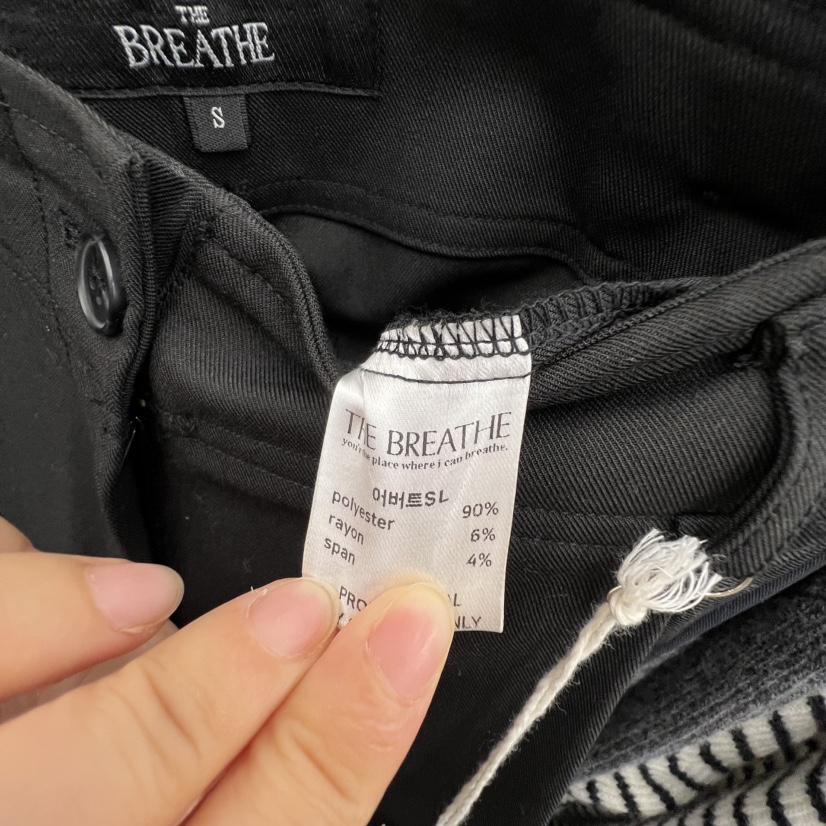 THE
BREATHE
S
THE BREATHE
you're the place where i can breathe.
어버트SL
polyester 90%
rayon 6%
span 4%